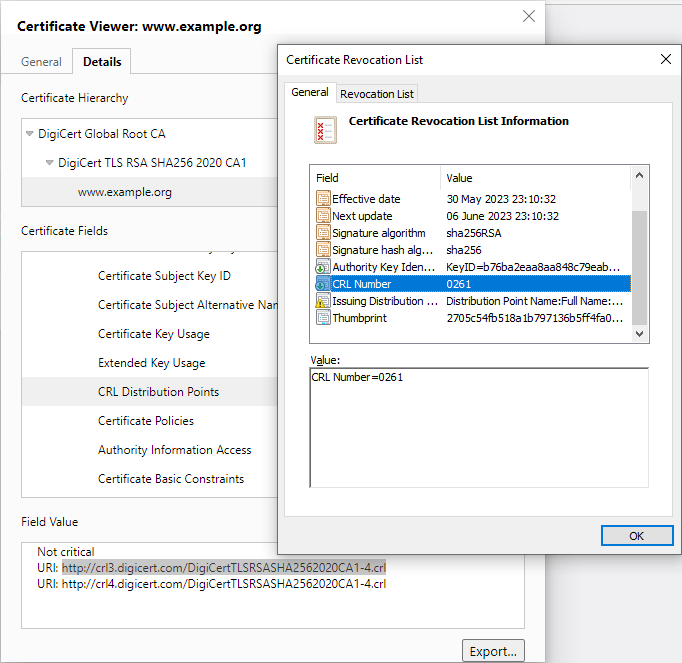 Certificate Viewer: www.example.org
General
Details
Certificate Hierarchy
DigiCert Global Root CA
DigiCert TLS RSA SHA256 2020 CA1
www.example.org
Certificate Fields
Certificate Subject Key ID
Certificate Subject Alternative Nan
Certificate Key Usage
Extended Key Usage
CRL Distribution Points
Certificate Policies
Authority Information Access
Certificate Basic Constraints
Field Value
Not critical
URI: http://crl3.digicert.com/DigiCertTLSRSASHA2562020CA1-4.crl
URI: http://crl4.digicert.com/DigiCertTLSRSASHA2562020CA1-4.crl
Export...
Certificate Revocation List
General
Revocation List
Certificate Revocation List Information
Field Value
Effective date 30 May 2023 23:10:32
Next update 06 June 2023 23:10:32
Signature algorithm sha256RSA
Signature hash alg... sha256
Authority Key Iden... KeyID=b76ba2eaa8aa848c79eab...
CRL Number 0261
Issuing Distribution ... Distribution Point Name:Full Name:...
Thumbprint 2705c54fb518a1b797136b5ff4fa0...
Value:
CRL Number=0261
OK